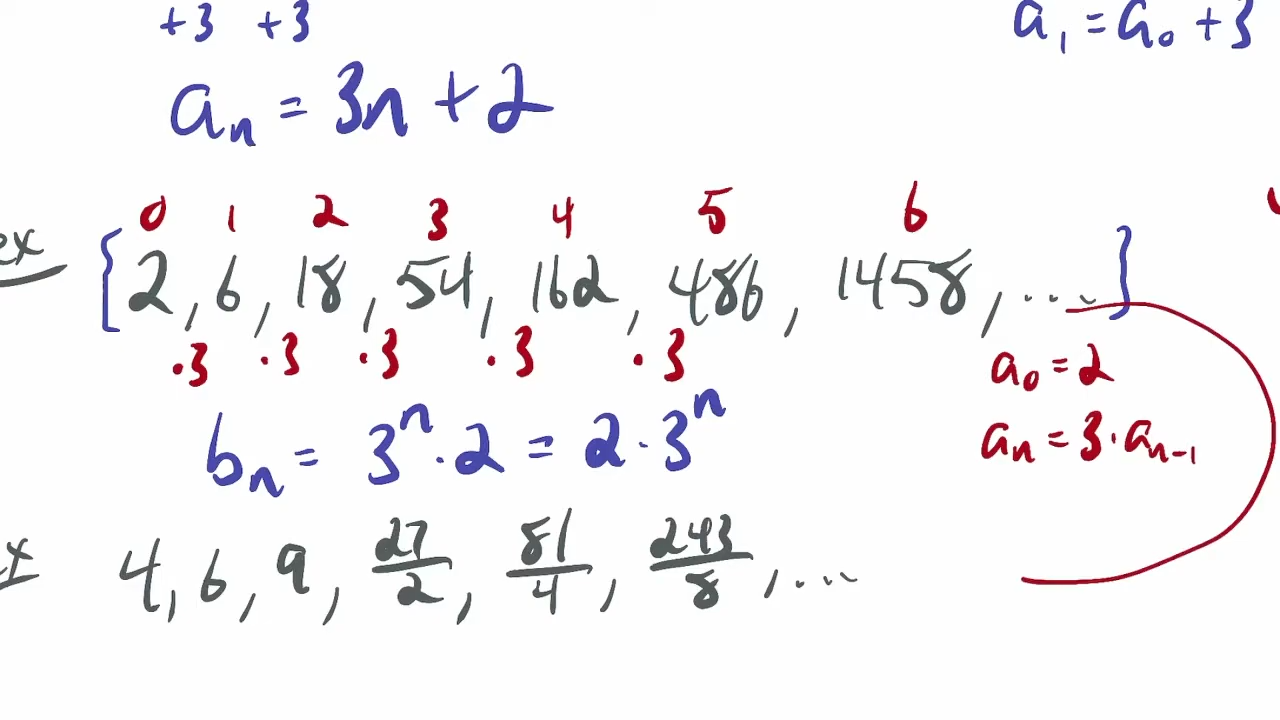 +3 +3
a₁ = a₀ + 3
aₙ = 3n + 2
0 1 2 3 4 5 6
ex {2, 6, 18, 54, 162, 486, 1458, ...}
·3 ·3 ·3 ·3 ·3
a₀ = 2
aₙ = 3·aₙ₋₁
bₙ = 3ⁿ·2 = 2·3ⁿ
4, 6, 9, 27/2, 81/4, 243/8, ...